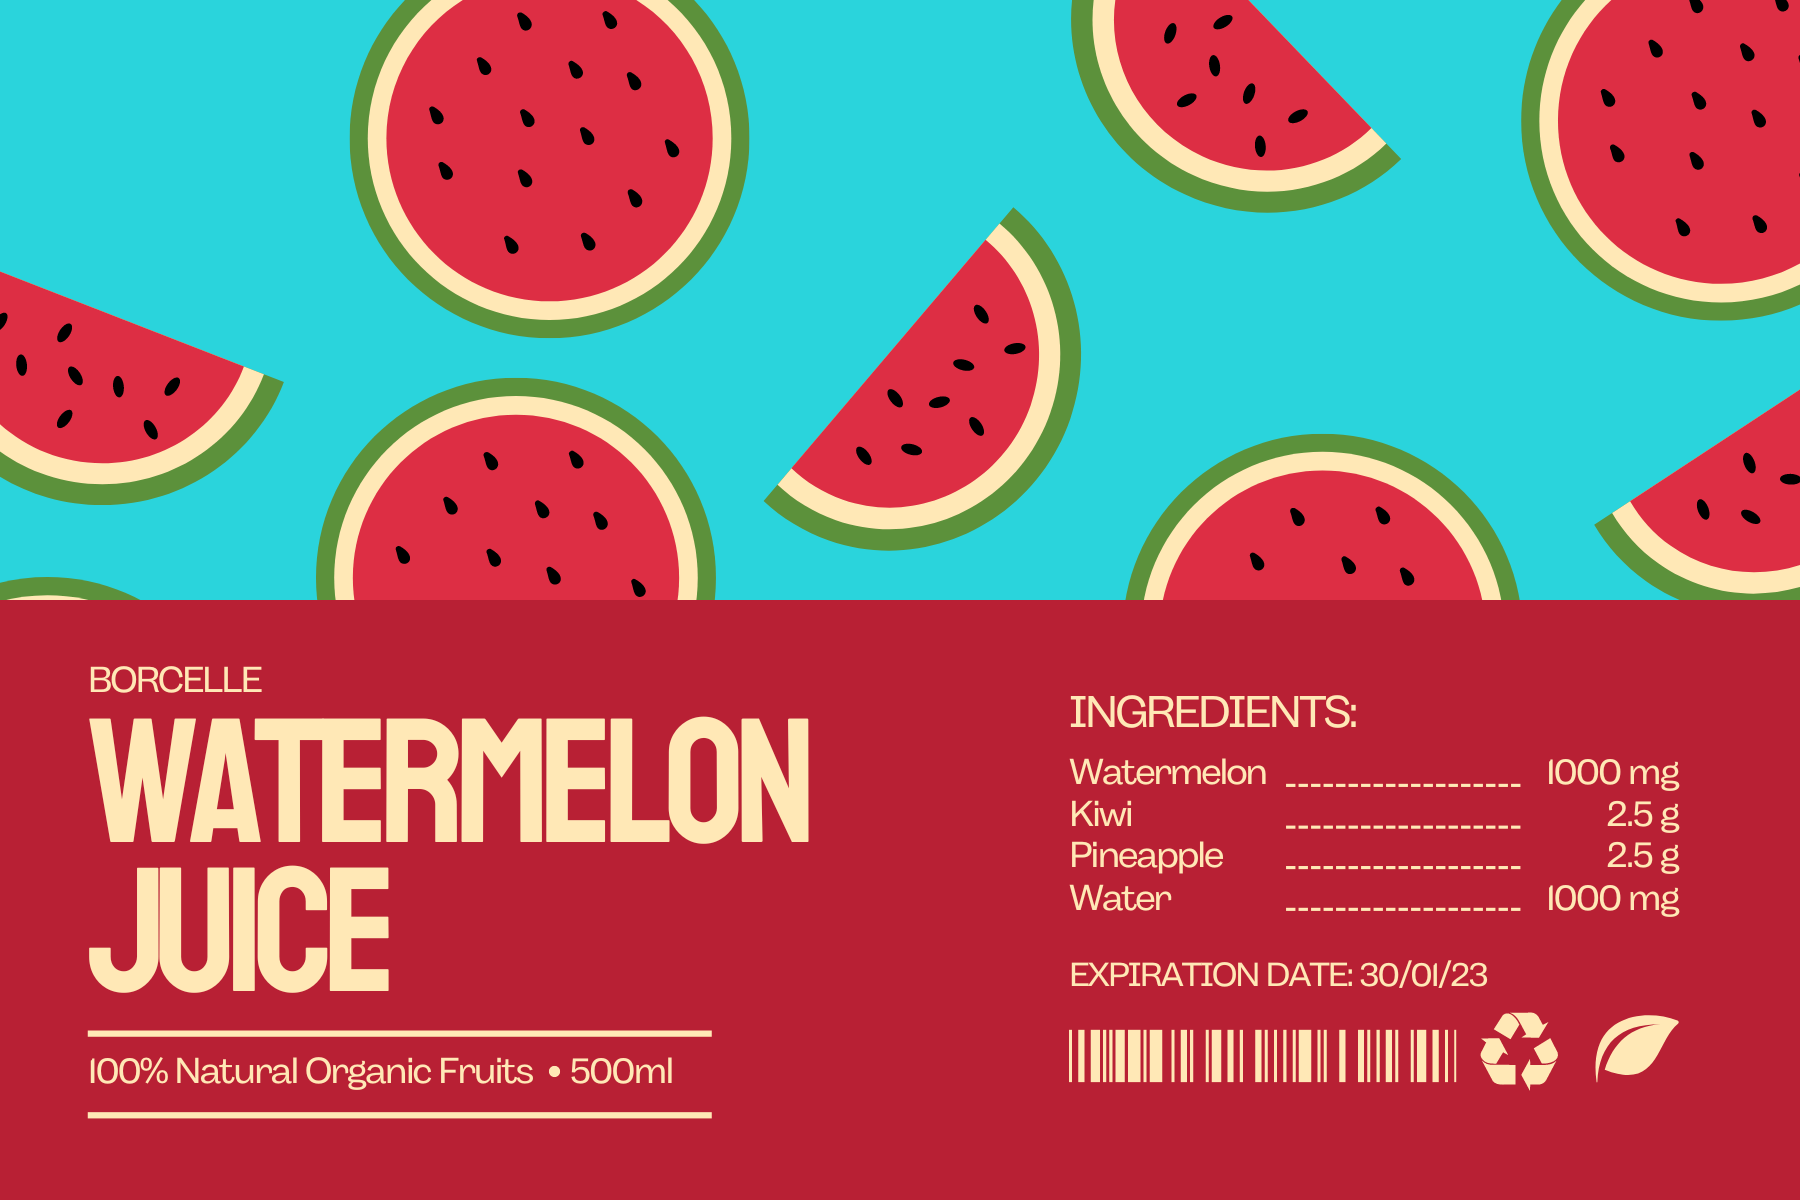 BORCELLE
WATERMELON
JUICE
100% Natural Organic Fruits • 500ml
INGREDIENTS:
Watermelon ------------------- 1000 mg
Kiwi ------------------- 2.5 g
Pineapple ------------------- 2.5 g
Water ------------------- 1000 mg
EXPIRATION DATE: 30/01/23